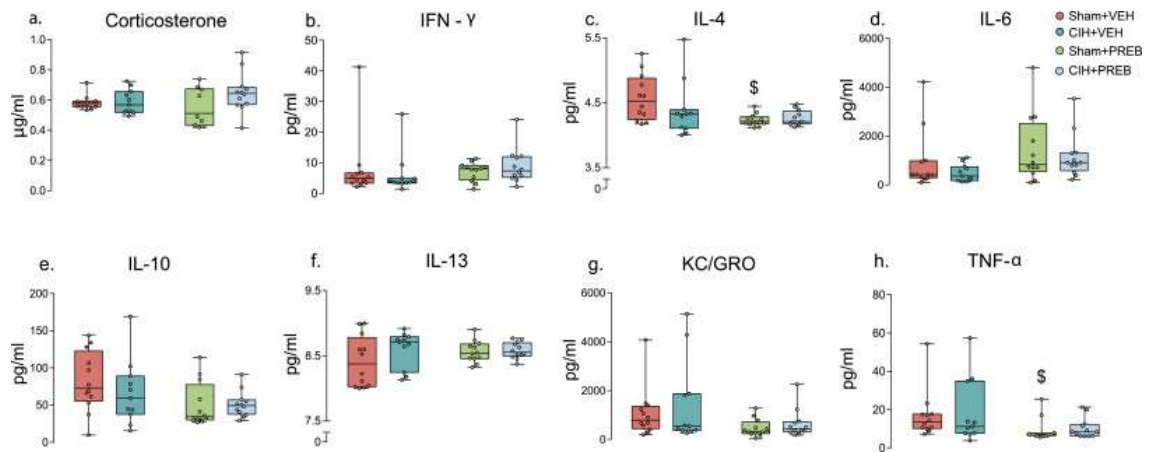 a. Corticosterone
b. IFN - γ
c. IL-4
d. IL-6
Sham+VEH
CIH+VEH
Sham+PREB
CIH+PREB
µg/ml
1.0
0.8
0.6
0.4
0.2
0.0
pg/ml
50
40
30
20
10
0
pg/ml
5.5
4.5
3.5
0
$
pg/ml
6000
4000
2000
0
e. IL-10
f. IL-13
g. KC/GRO
h. TNF-α
pg/ml
200
150
100
50
0
pg/ml
9.5
8.5
7.5
0
pg/ml
6000
4000
2000
0
pg/ml
80
60
40
20
0
$